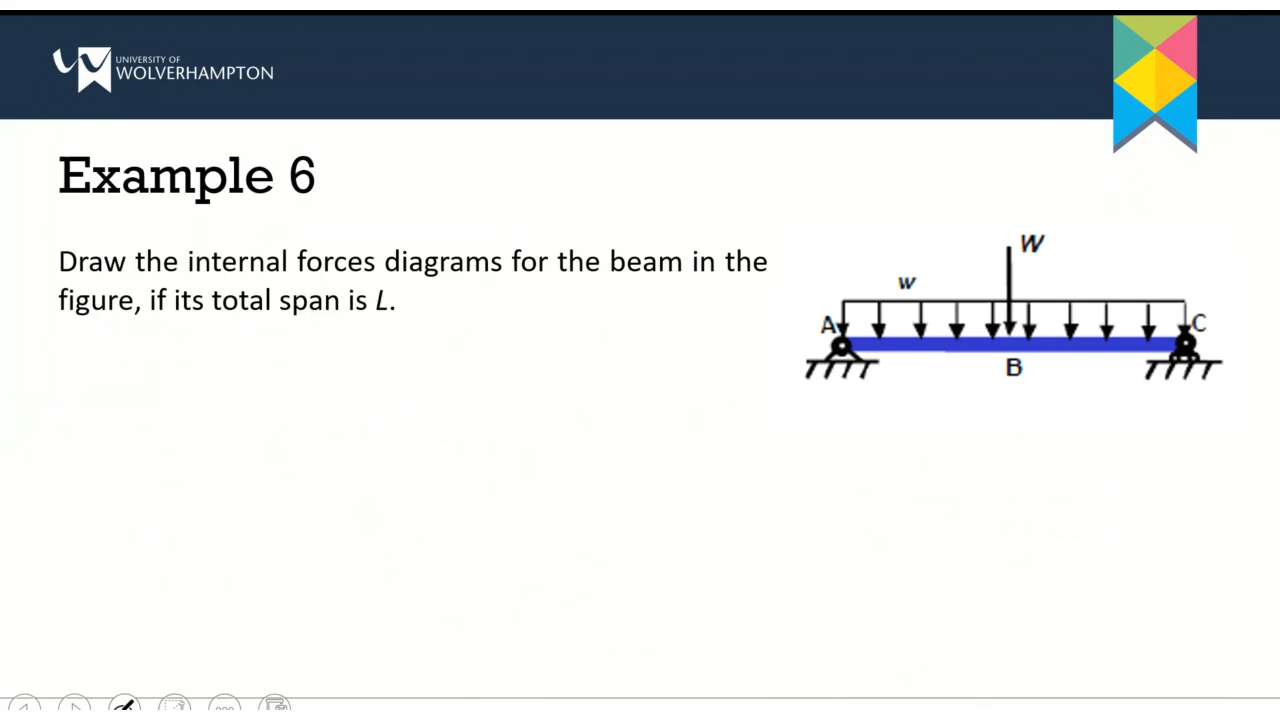 UNIVERSITY OF
WOLVERHAMPTON
Example 6
Draw the internal forces diagrams for the beam in the
figure, if its total span is L.
W
w
A
C
B